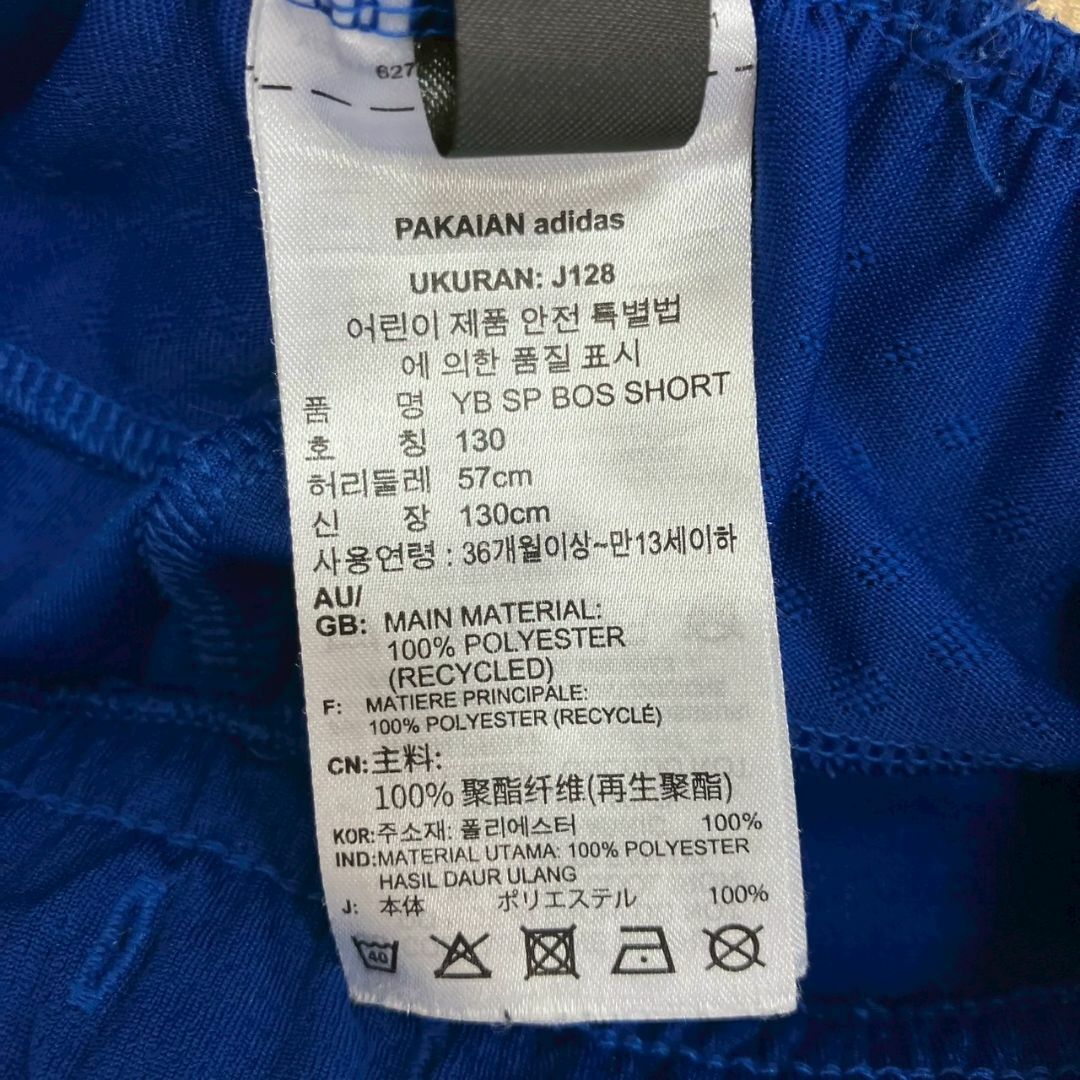 627
PAKAIAN adidas
UKURAN: J128
어린이 제품 안전 특별법
에 의한 품질 표시
품 명 YB SP BOS SHORT
호 칭 130
허리둘레 57cm
신 장 130cm
사용연령 : 36개월이상~만13세이하
AU/
GB: MAIN MATERIAL:
100% POLYESTER
(RECYCLED)
F: MATIERE PRINCIPALE:
100% POLYESTER (RECYCLÉ)
CN: 主料:
100% 聚酯纤维(再生聚酯)
KOR: 주소재: 폴리에스터 100%
IND: MATERIAL UTAMA: 100% POLYESTER
HASIL DAUR ULANG
J: 本体 ポリエステル 100%
40